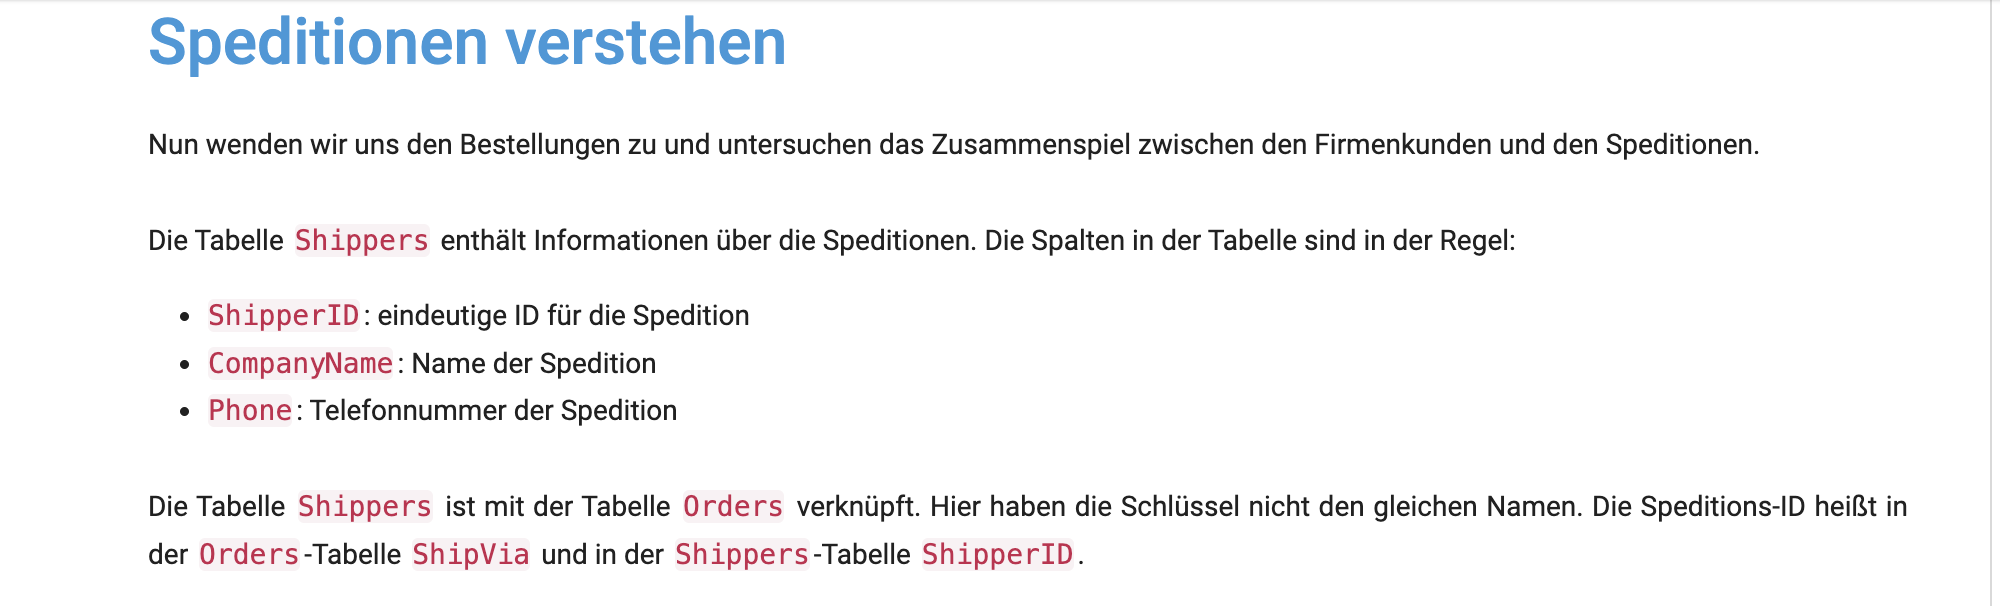 Speditionen verstehen
Nun wenden wir uns den Bestellungen zu und untersuchen das Zusammenspiel zwischen den Firmenkunden und den Speditionen.
Die Tabelle Shippers enthält Informationen über die Speditionen. Die Spalten in der Tabelle sind in der Regel:
• ShipperID: eindeutige ID für die Spedition
• CompanyName: Name der Spedition
• Phone: Telefonnummer der Spedition
Die Tabelle Shippers ist mit der Tabelle Orders verknüpft. Hier haben die Schlüssel nicht den gleichen Namen. Die Speditions-ID heißt in
der Orders-Tabelle ShipVia und in der Shippers-Tabelle ShipperID.